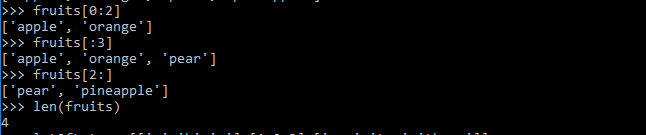 >>> fruits[0:2]
['apple', 'orange']
>>> fruits[:3]
['apple', 'orange', 'pear']
>>> fruits[2:]
['pear', 'pineapple']
>>> len(fruits)
4